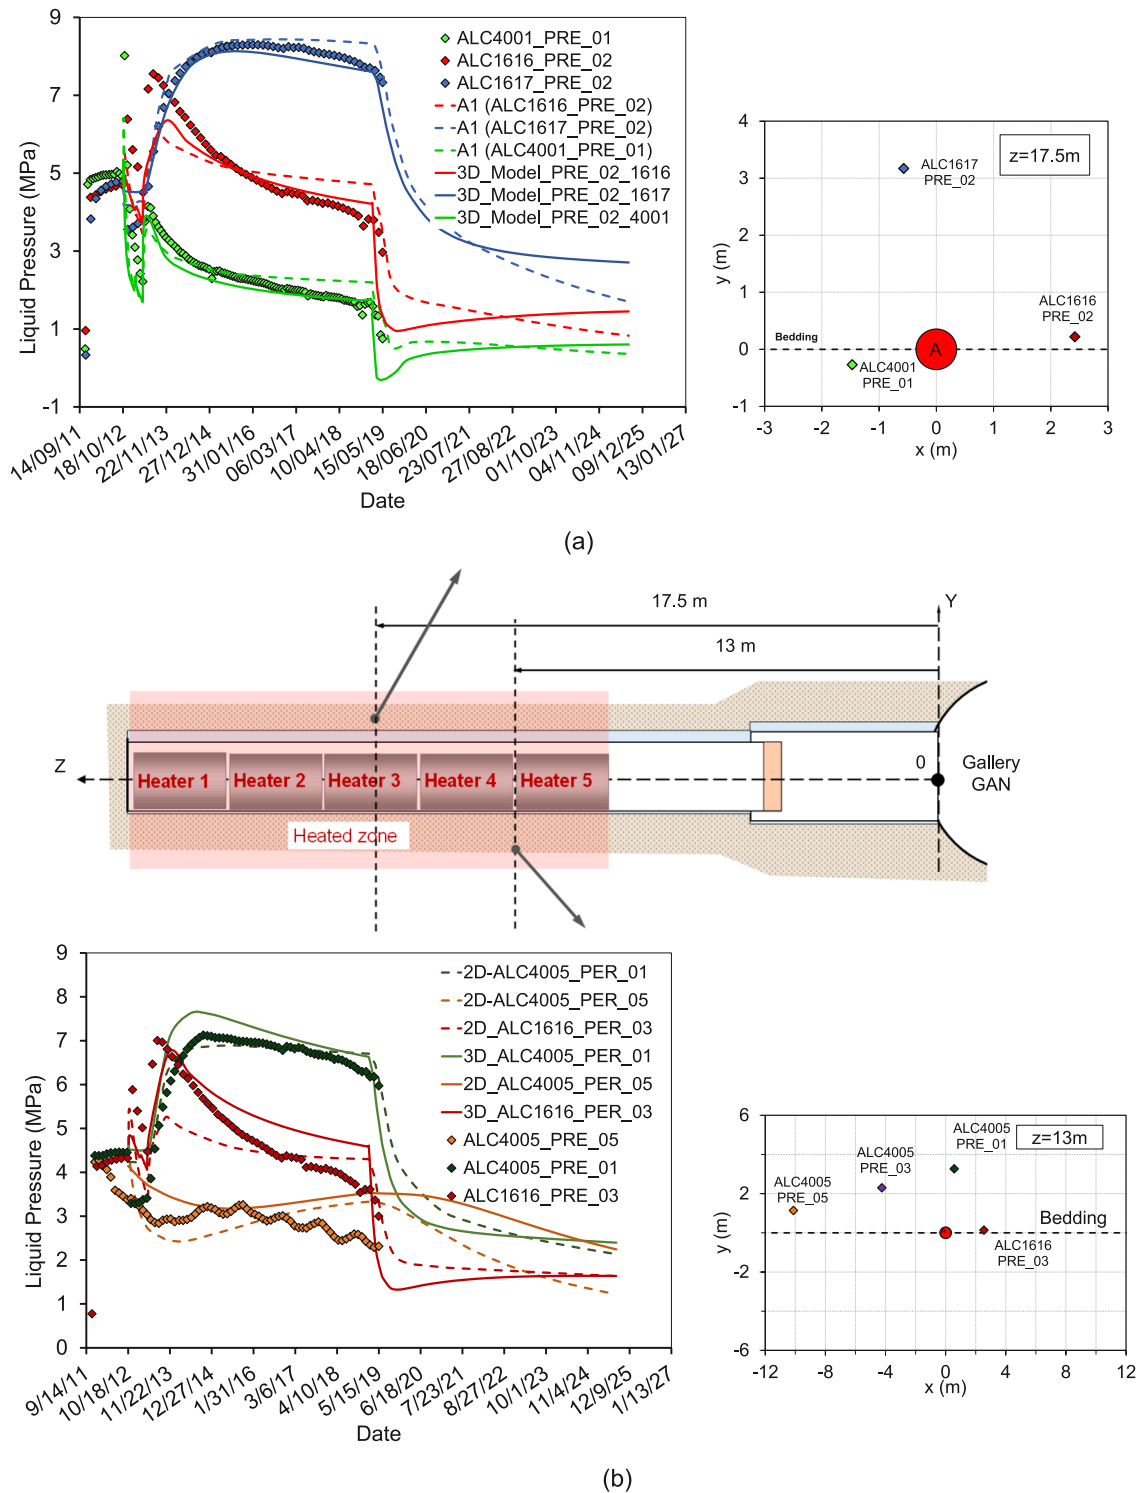 9
7
5
3
1
-1
Liquid Pressure (MPa)
ALC4001_PRE_01
ALC1616_PRE_02
ALC1617_PRE_02
A1 (ALC1616_PRE_02)
A1 (ALC1617_PRE_02)
A1 (ALC4001_PRE_01)
3D_Model_PRE_02_1616
3D_Model_PRE_02_1617
3D_Model_PRE_02_4001
14/09/11
18/10/12
22/11/13
27/12/14
31/01/16
06/03/17
10/04/18
15/05/19
18/06/20
23/07/21
27/08/22
01/10/23
04/11/24
09/12/25
13/01/27
Date
4
3
2
1
0
-1
y (m)
z=17.5m
ALC1617
PRE_02
ALC1616
PRE_02
Bedding
A
ALC4001
PRE_01
-3 -2 -1 0 1 2 3
x (m)
(a)
17.5 m
Y
13 m
Z
Heater 1
Heater 2
Heater 3
Heater 4
Heater 5
0
Gallery
GAN
Heated zone
9
8
7
6
5
4
3
2
1
0
Liquid Pressure (MPa)
2D-ALC4005_PER_01
2D-ALC4005_PER_05
2D_ALC1616_PER_03
3D_ALC4005_PER_01
2D_ALC4005_PER_05
3D_ALC1616_PER_03
ALC4005_PRE_05
ALC4005_PRE_01
ALC1616_PRE_03
9/14/11
10/18/12
11/22/13
12/27/14
1/31/16
3/6/17
4/10/18
5/15/19
6/18/20
7/23/21
8/27/22
10/1/23
11/4/24
12/9/25
1/13/27
Date
6
2
-2
-6
y (m)
z=13m
ALC4005
PRE_01
ALC4005
PRE_03
ALC4005
PRE_05
Bedding
ALC1616
PRE_03
-12 -8 -4 0 4 8 12
x (m)
(b)